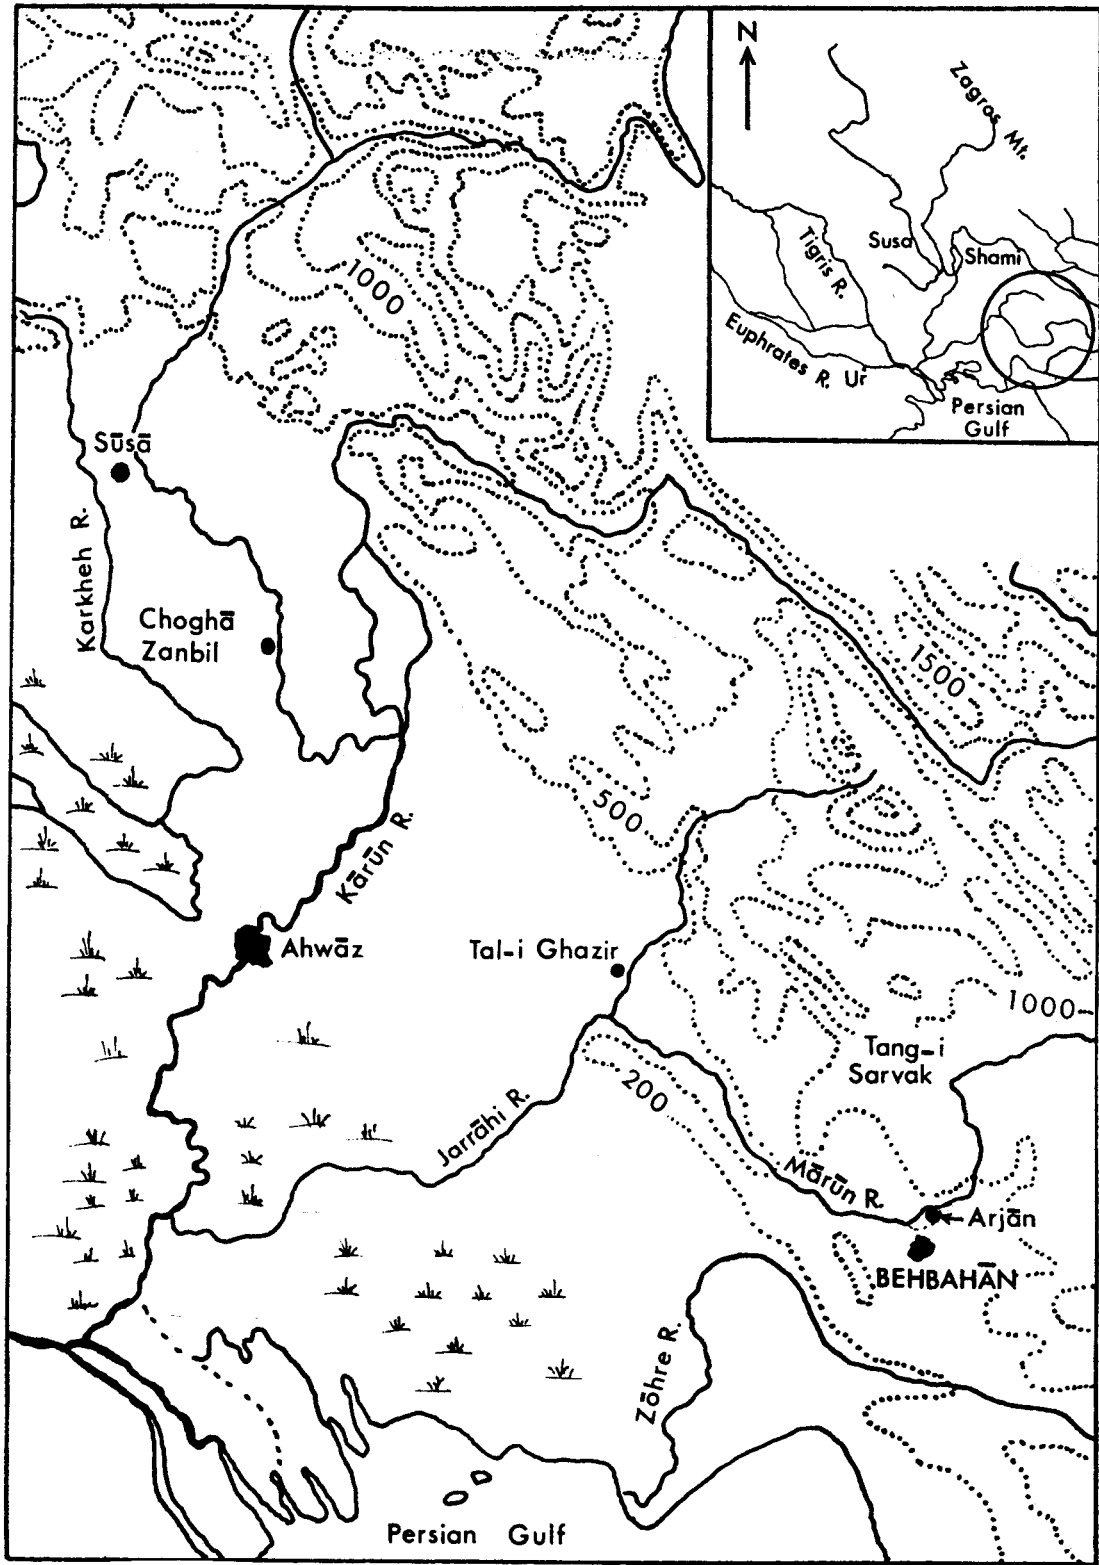 N
Zagros Mt.
Tigris R.
Susa
Shami
Euphrates R.
Ur
Persian
Gulf
1000
Sūsā
Karkheh R.
Choghā
Zanbil
1500
500
Kārūn R.
Ahwāz
Tal-i Ghazir
1000
Tang-i
Sarvak
200
Jarrāhi R.
Mārūn R.
Arjān
BEHBAHĀN
Zōhre R.
Persian Gulf